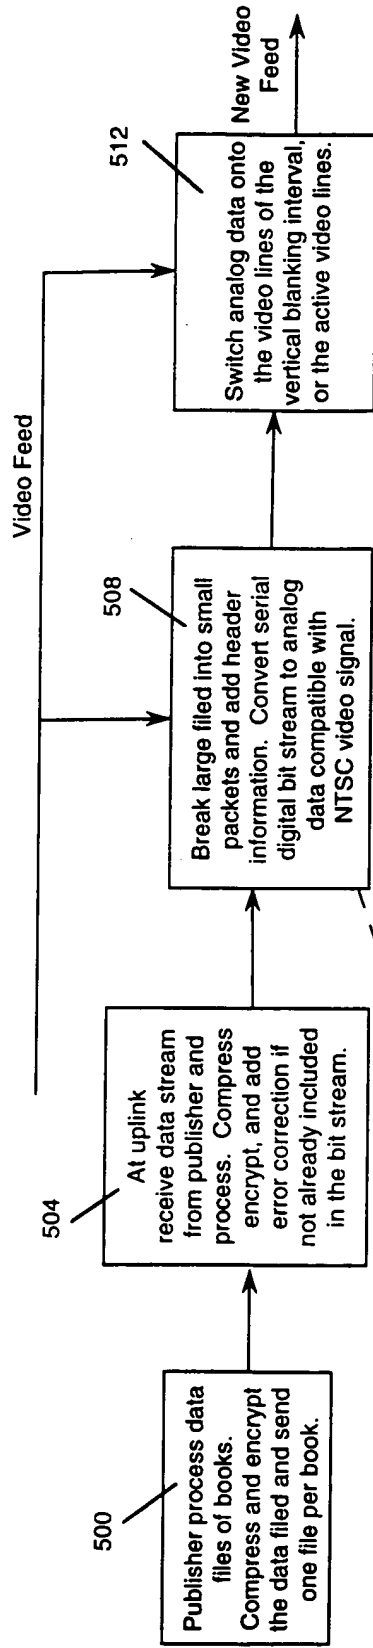 500
Publisher process data
files of books.
Compress and encrypt
the data filed and send
one file per book.
504
At uplink
receive data stream
from publisher and
process. Compress
encrypt, and add
error correction if
not already included
in the bit stream.
Video Feed
508
Break large filed into small
packets and add header
information. Convert serial
digital bit stream to analog
data compatible with
NTSC video signal.
512
Switch analog data onto
the video lines of the
vertical blanking interval,
or the active video lines.
New Video
Feed